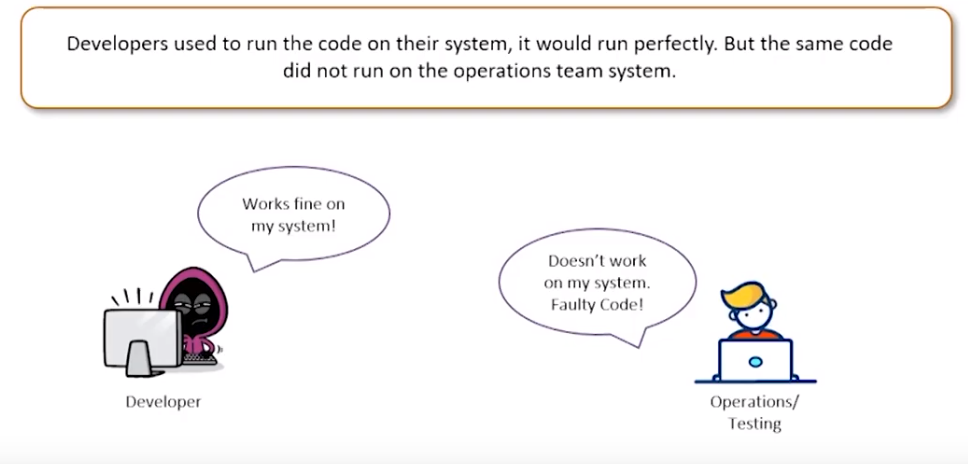 Developers used to run the code on their system, it would run perfectly. But the same code
did not run on the operations team system.
Works fine on
my system!
Doesn't work
on my system.
Faulty Code!
Developer
Operations/
Testing